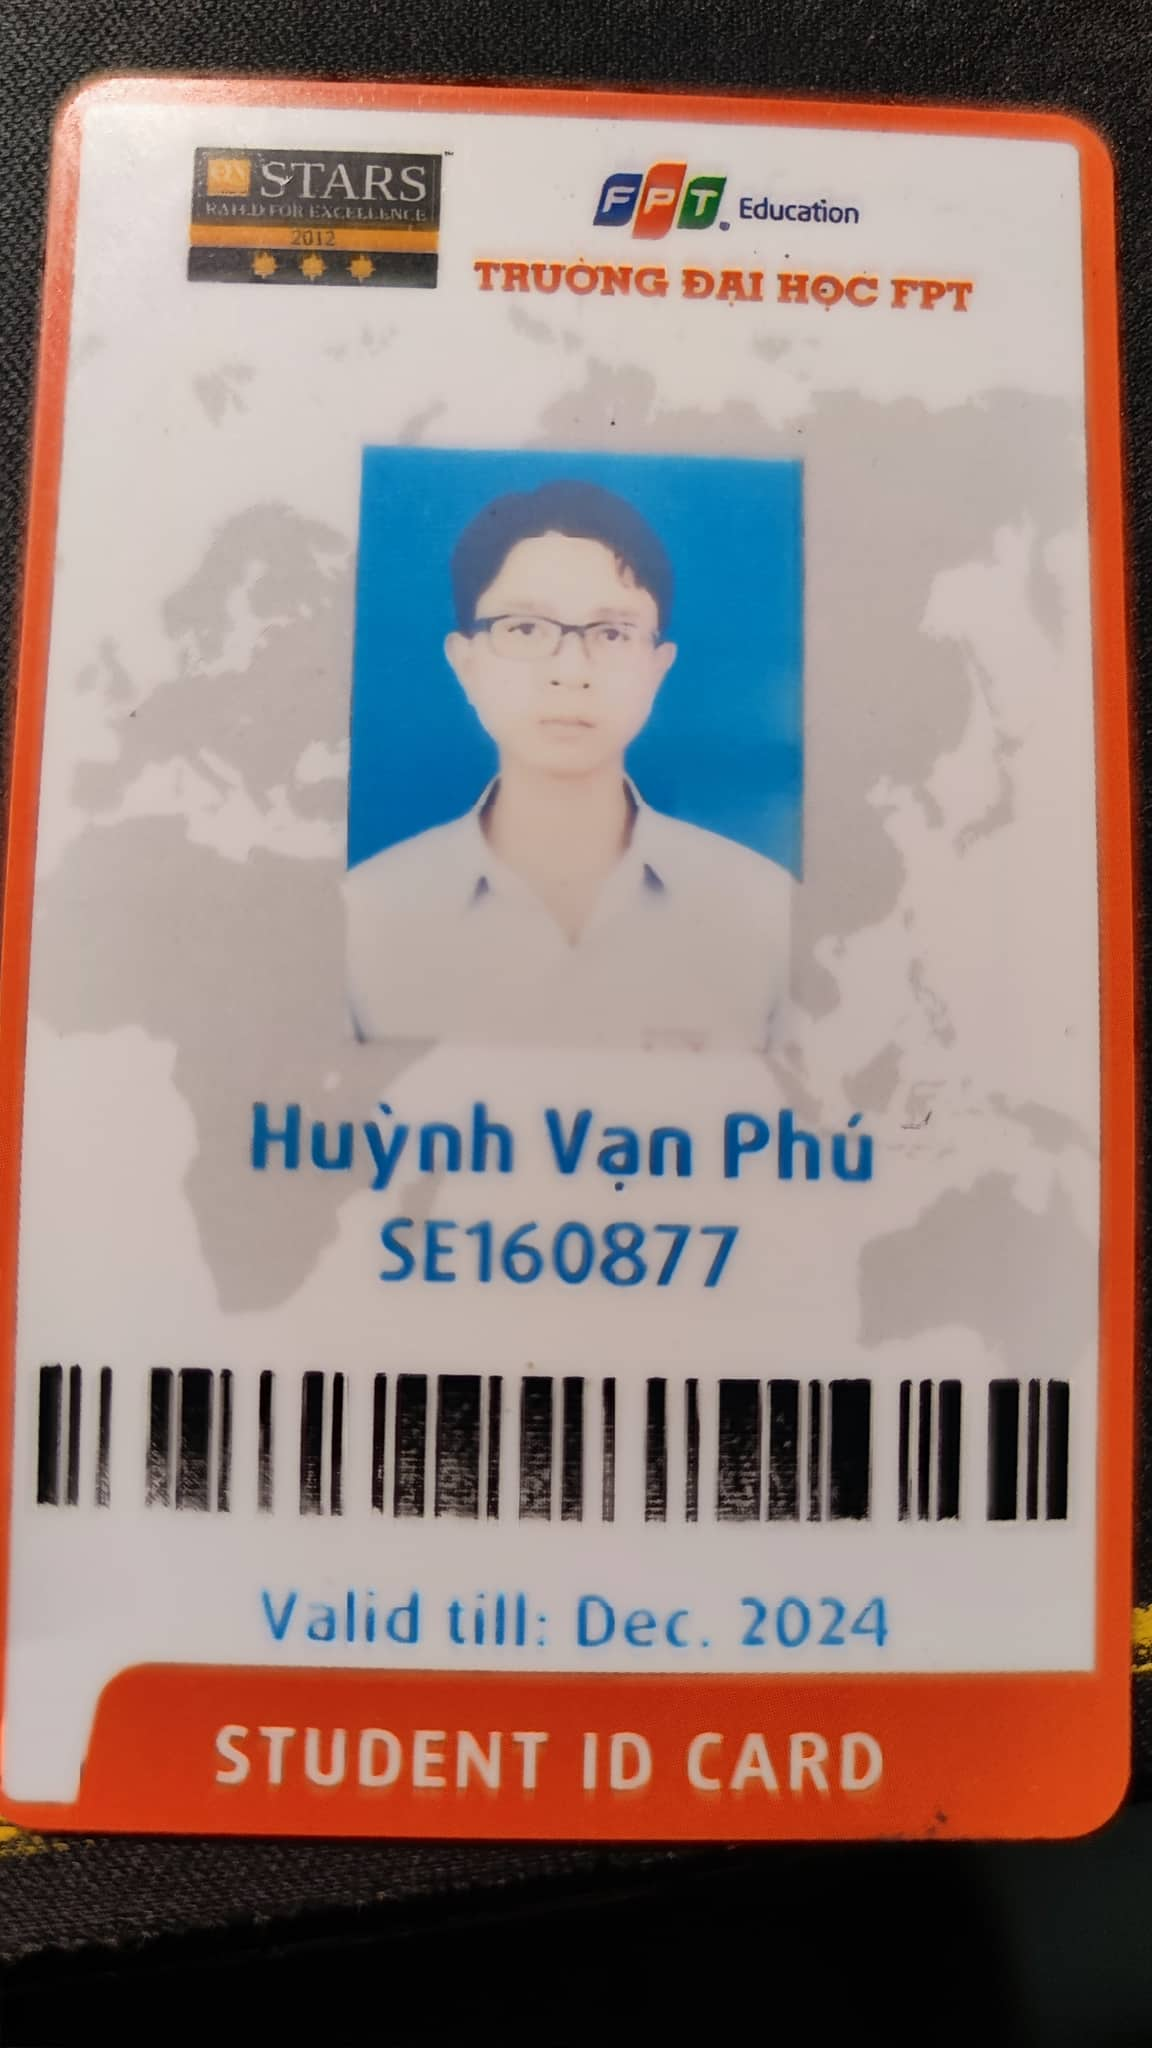 QS STARS™
RATED FOR EXCELLENCE
2012
FPT. Education
TRƯỜNG ĐẠI HỌC FPT
Huỳnh Vạn Phú
SE160877
Valid till: Dec. 2024
STUDENT ID CARD